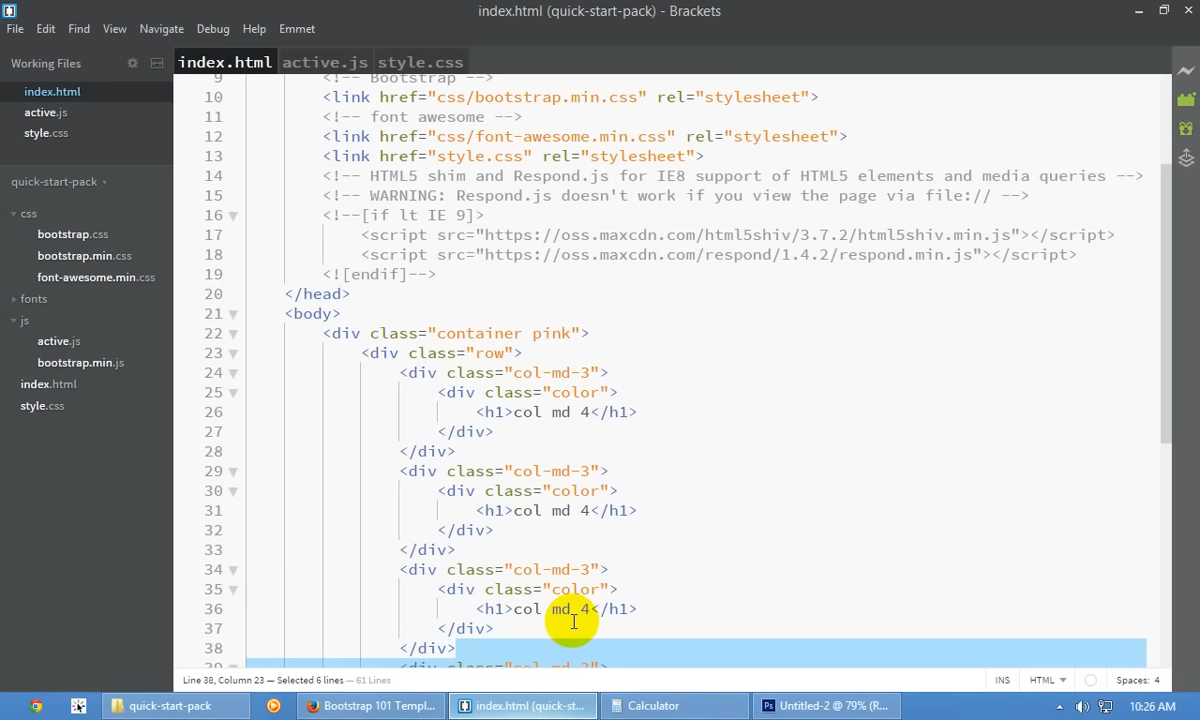 index.html (quick-start-pack) - Brackets
File Edit Find View Navigate Debug Help Emmet
Working Files
index.html
active.js
style.css
quick-start-pack
css
bootstrap.css
bootstrap.min.css
font-awesome.min.css
fonts
js
active.js
bootstrap.min.js
index.html
style.css
index.html active.js style.css
9 <!-- Bootstrap -->
10 <link href="css/bootstrap.min.css" rel="stylesheet">
11 <!-- font awesome -->
12 <link href="css/font-awesome.min.css" rel="stylesheet">
13 <link href="style.css" rel="stylesheet">
14 <!-- HTML5 shim and Respond.js for IE8 support of HTML5 elements and media queries -->
15 <!-- WARNING: Respond.js doesn't work if you view the page via file:// -->
16 <!--[if lt IE 9]>
17 <script src="https://oss.maxcdn.com/html5shiv/3.7.2/html5shiv.min.js"></script>
18 <script src="https://oss.maxcdn.com/respond/1.4.2/respond.min.js"></script>
19 <![endif]-->
20 </head>
21 <body>
22 <div class="container pink">
23 <div class="row">
24 <div class="col-md-3">
25 <div class="color">
26 <h1>col md 4</h1>
27 </div>
28 </div>
29 <div class="col-md-3">
30 <div class="color">
31 <h1>col md 4</h1>
32 </div>
33 </div>
34 <div class="col-md-3">
35 <div class="color">
36 <h1>col md 4</h1>
37 </div>
38 </div>
39 <div class="col-md-3">
Line 38, Column 23 — Selected 6 lines — 61 Lines INS HTML Spaces: 4
quick-start-pack Bootstrap 101 Templ... index.html (quick-st... Calculator Untitled-2 @ 79% (R... 10:26 AM